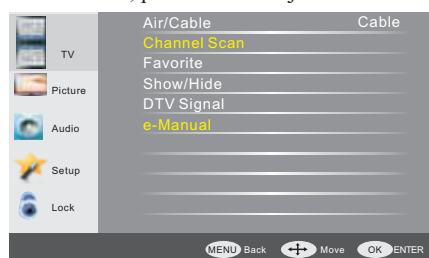 TV
Picture
Audio
Setup
Lock
Air/Cable Cable
Channel Scan
Favorite
Show/Hide
DTV Signal
e-Manual
MENU Back Move OK ENTER